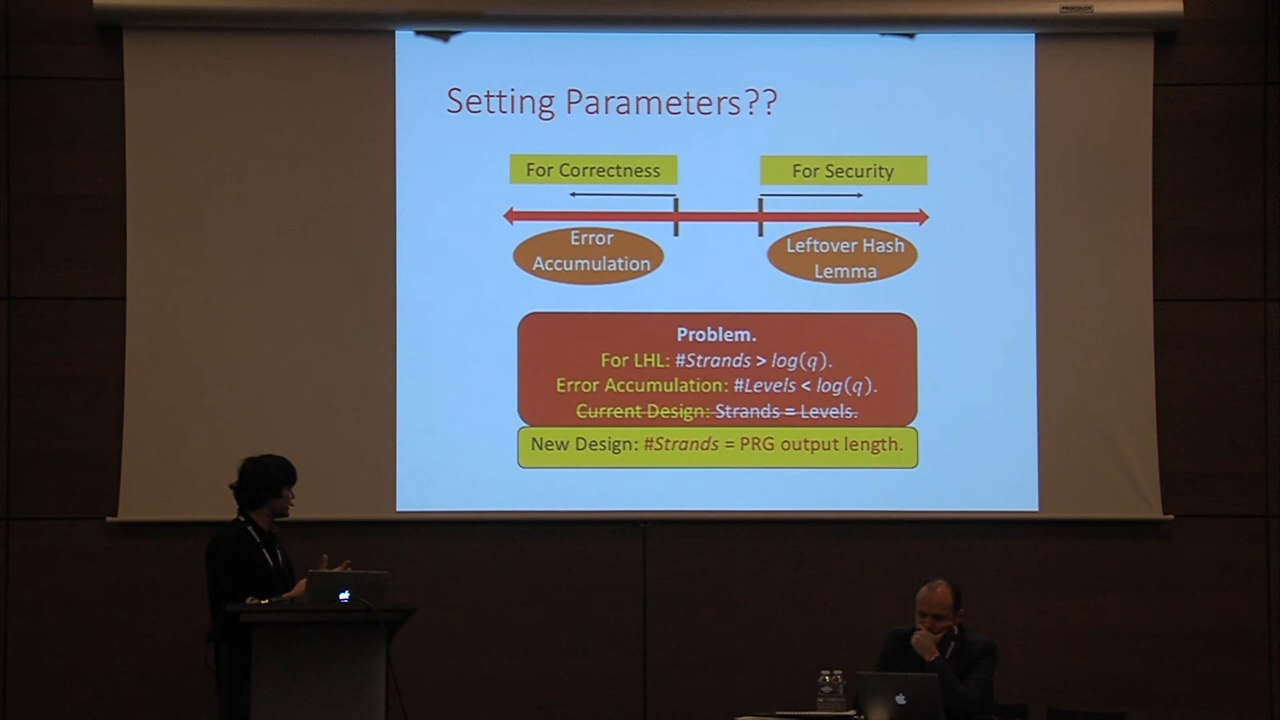 PROCOLOR
Setting Parameters??
For Correctness
For Security
Error
Accumulation
Leftover Hash
Lemma
Problem.
For LHL: #Strands > log(q).
Error Accumulation: #Levels < log(q).
Current Design: Strands = Levels.
New Design: #Strands = PRG output length.